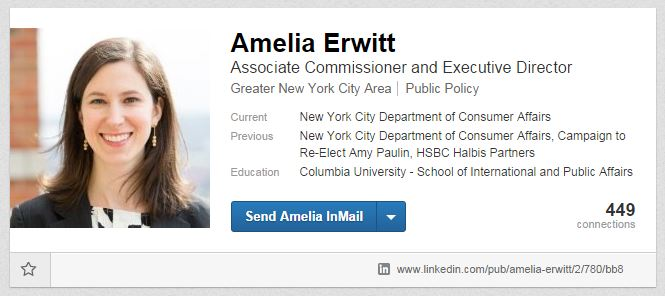 Amelia Erwitt
Associate Commissioner and Executive Director
Greater New York City Area | Public Policy
Current New York City Department of Consumer Affairs
Previous New York City Department of Consumer Affairs, Campaign to
Re-Elect Amy Paulin, HSBC Halbis Partners
Education Columbia University - School of International and Public Affairs
Send Amelia InMail
449
connections
in www.linkedin.com/pub/amelia-erwitt/2/780/bb8